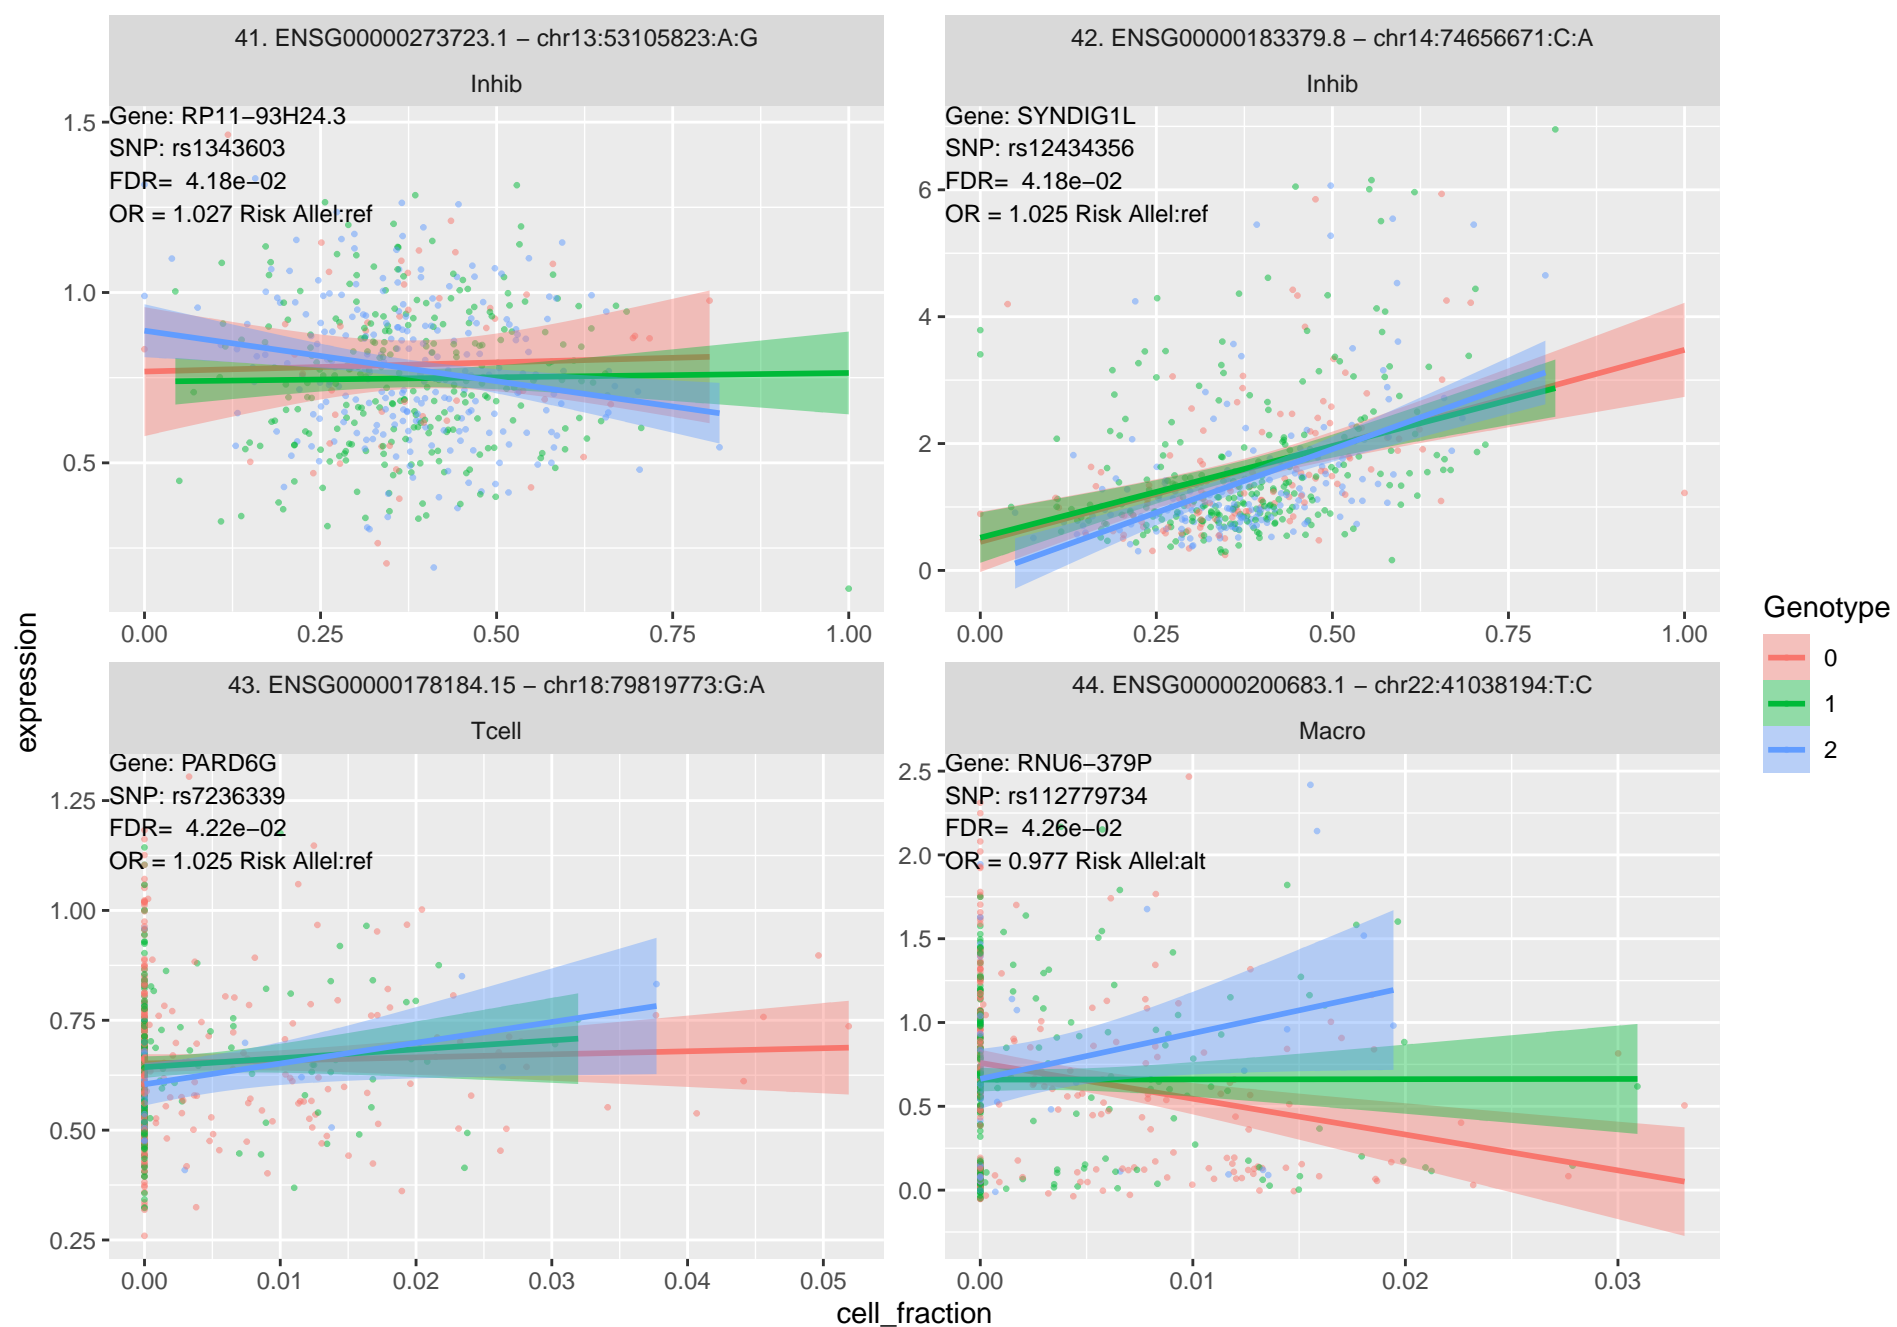 41. ENSG00000273723.1 – chr13:53105823:A:G
Inhib
Gene: RP11–93H24.3
SNP: rs1343603
FDR= 4.18e–02
OR = 1.027 Risk Allel:ref
1.5
1.0
0.5
0.00 0.25 0.50 0.75 1.00
42. ENSG00000183379.8 – chr14:74656671:C:A
Inhib
Gene: SYNDIG1L
SNP: rs12434356
FDR= 4.18e–02
OR = 1.025 Risk Allel:ref
6
4
2
0
0.00 0.25 0.50 0.75 1.00
43. ENSG00000178184.15 – chr18:79819773:G:A
Tcell
Gene: PARD6G
SNP: rs7236339
FDR= 4.22e–02
OR = 1.025 Risk Allel:ref
1.25
1.00
0.75
0.50
0.25
0.00 0.01 0.02 0.03 0.04 0.05
44. ENSG00000200683.1 – chr22:41038194:T:C
Macro
Gene: RNU6–379P
SNP: rs112779734
FDR= 4.26e–02
OR = 0.977 Risk Allel:alt
2.5
2.0
1.5
1.0
0.5
0.0
0.00 0.01 0.02 0.03
expression
cell_fraction
Genotype
0
1
2